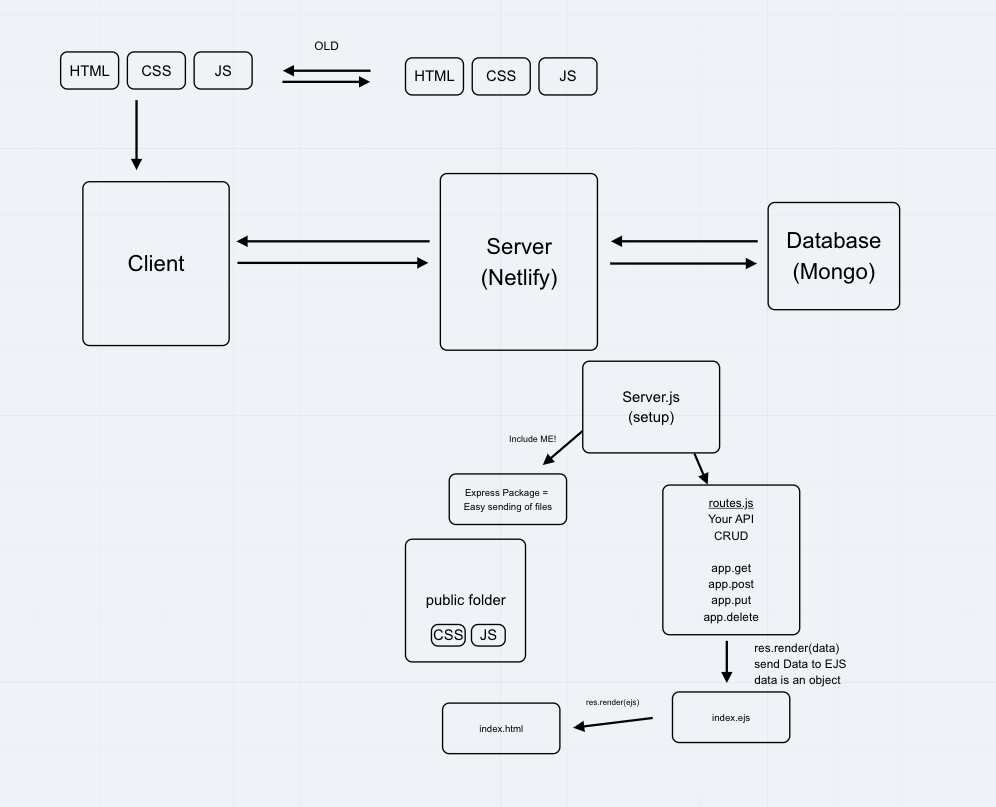 OLD
HTML
CSS
JS
HTML
CSS
JS
Client
Server
(Netlify)
Database
(Mongo)
Server.js
(setup)
Include ME!
Express Package =
Easy sending of files
routes.js
Your API
CRUD
app.get
app.post
app.put
app.delete
public folder
CSS
JS
res.render(data)
send Data to EJS
data is an object
res.render(ejs)
index.ejs
index.html